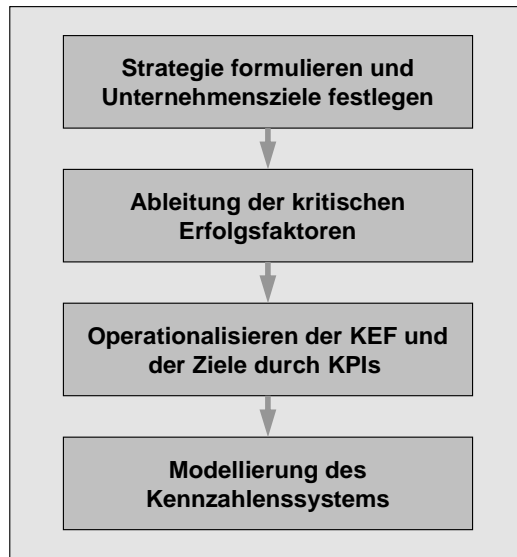 Strategie formulieren und
Unternehmensziele festlegen
Ableitung der kritischen
Erfolgsfaktoren
Operationalisieren der KEF und
der Ziele durch KPIs
Modellierung des
Kennzahlenssystems